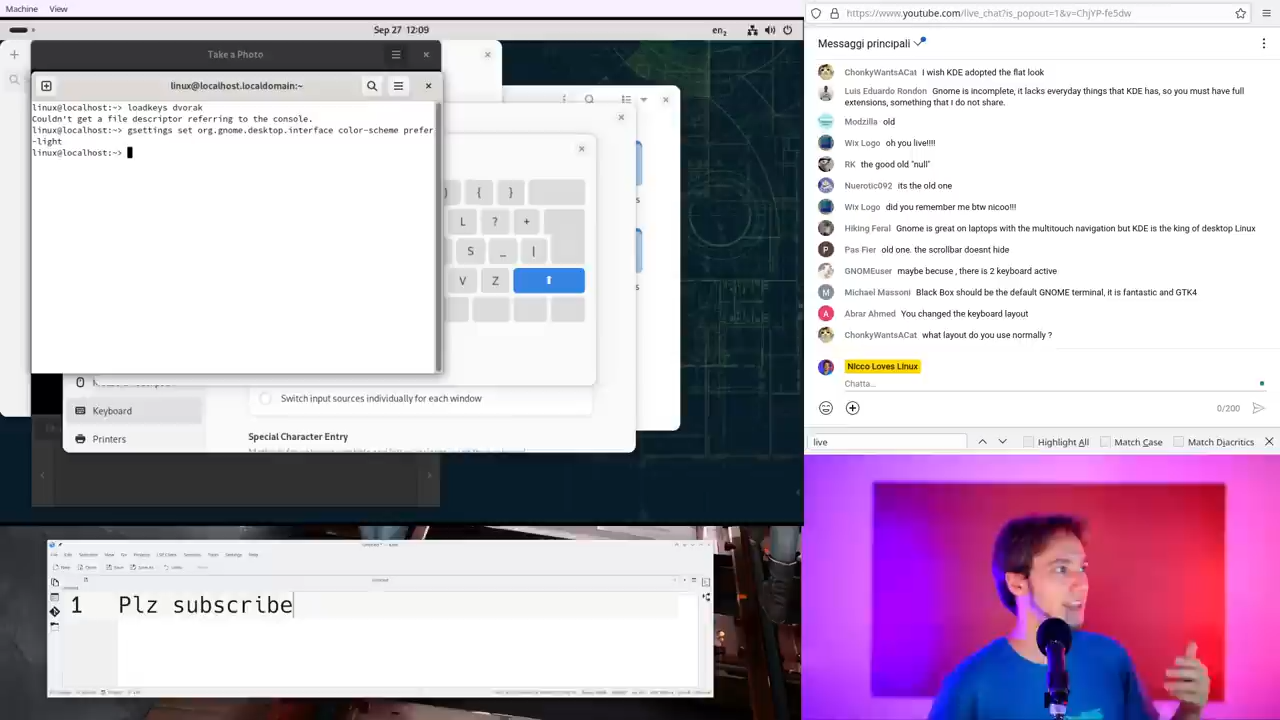 Machine View
Sep 27 12:09
en2
Take a Photo
linux@localhost.localdomain:~
linux@localhost:~> loadkeys dvorak
Couldn't get a file descriptor referring to the console.
linux@localhost:~> gsettings set org.gnome.desktop.interface color-scheme prefer
-light
linux@localhost:~>
) { }
L ? +
S _ |
V Z
Keyboard
Printers
Switch input sources individually for each window
Special Character Entry
1 Plz subscribe
https://www.youtube.com/live_chat?is_popout=1&v=ChjYP-fe5dw
Messaggi principali
ChonkyWantsACat I wish KDE adopted the flat look
Luis Eduardo Rondon Gnome is incomplete, it lacks everyday things that KDE has, so you must have full
extensions, something that I do not share.
Modzilla old
Wix Logo oh you live!!!!
RK the good old "null"
Nuerotic092 its the old one
Wix Logo did you remember me btw nicoo!!!
Hiking Feral Gnome is great on laptops with the multitouch navigation but KDE is the king of desktop Linux
Pas Fier old one. the scrollbar doesnt hide
GNOMEuser maybe becuse , there is 2 keyboard active
Michael Massoni Black Box should be the default GNOME terminal, it is fantastic and GTK4
Abrar Ahmed You changed the keyboard layout
ChonkyWantsACat what layout do you use normally ?
Nicco Loves Linux
Chatta...
0/200
live
Highlight All Match Case Match Diacritics